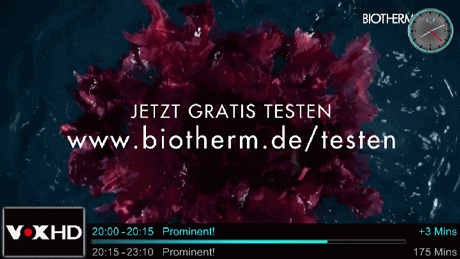 BIOTHERM
JETZT GRATIS TESTEN
www.biotherm.de/testen
VOXHD
20:00 - 20:15 Prominent! +3 Mins
20:15 - 23:10 Prominent! 175 Mins